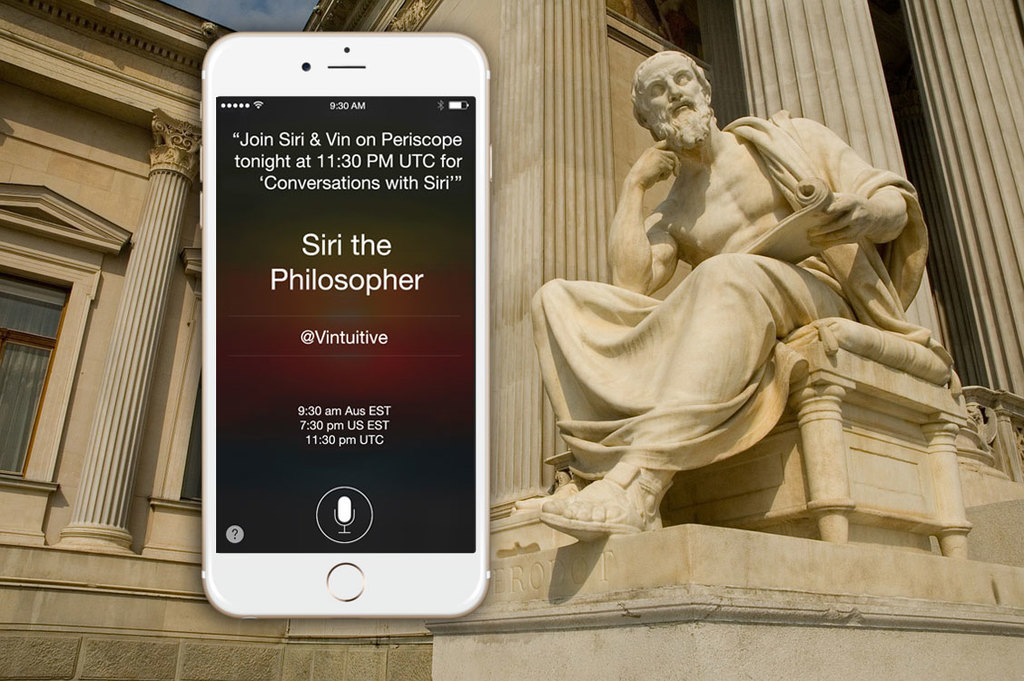 9:30 AM
“Join Siri & Vin on Periscope
tonight at 11:30 PM UTC for
‘Conversations with Siri’”
Siri the
Philosopher
@Vintuitive
9:30 am Aus EST
7:30 pm US EST
11:30 pm UTC
?
RODOT